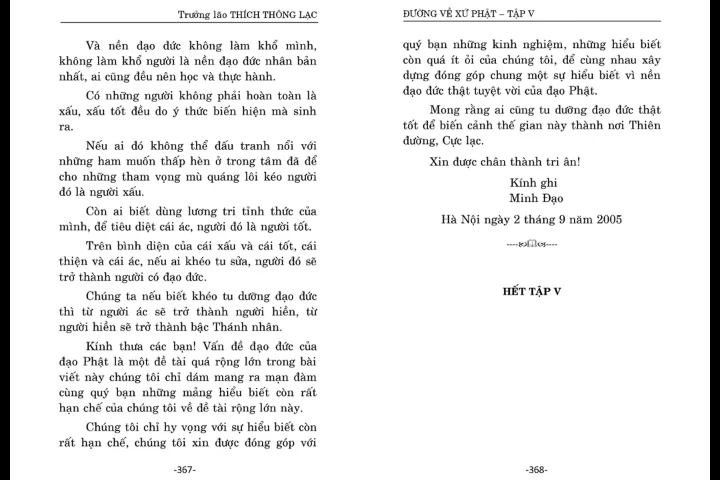 Trưởng lão THÍCH THÔNG LẠC
Và nền đạo đức không làm khổ mình,
không làm khổ người là nền đạo đức nhân bản
nhất, ai cũng đều nên học và thực hành.
Có những người không phải hoàn toàn là
xấu, xấu tốt đều do ý thức biến hiện mà sinh
ra.
Nếu ai đó không thể đấu tranh nổi với
những ham muốn thấp hèn ở trong tâm đã để
cho những tham vọng mù quáng lôi kéo người
đó là người xấu.
Còn ai biết dùng lương tri tỉnh thức của
mình, để tiêu diệt cái ác, người đó là người tốt.
Trên bình diện của cái xấu và cái tốt, cái
thiện và cái ác, nếu ai khéo tu sửa, người đó sẽ
trở thành người có đạo đức.
Chúng ta nếu biết khéo tu dưỡng đạo đức
thì từ người ác sẽ trở thành người hiền, từ
người hiền sẽ trở thành bậc Thánh nhân.
Kính thưa các bạn! Vấn đề đạo đức của
đạo Phật là một đề tài quá rộng lớn trong bài
viết này chúng tôi chỉ dám mang ra mạn đàm
cùng quý bạn những mảng hiểu biết còn rất
hạn chế của chúng tôi về đề tài rộng lớn này.
Chúng tôi chỉ hy vọng với sự hiểu biết còn
rất hạn chế, chúng tôi xin được đóng góp với
-367-
ĐƯỜNG VỀ XỨ PHẬT – TẬP V
quý bạn những kinh nghiệm, những hiểu biết
còn quá ít ỏi của chúng tôi, để cùng nhau xây
dựng đóng góp chung một sự hiểu biết vì nền
đạo đức thật tuyệt vời của đạo Phật.
Mong rằng ai cũng tu dưỡng đạo đức thật
tốt để biến cảnh thế gian này thành nơi Thiên
đường, Cực lạc.
Xin được chân thành tri ân!
Kính ghi
Minh Đạo
Hà Nội ngày 2 tháng 9 năm 2005
HẾT TẬP V
-368-